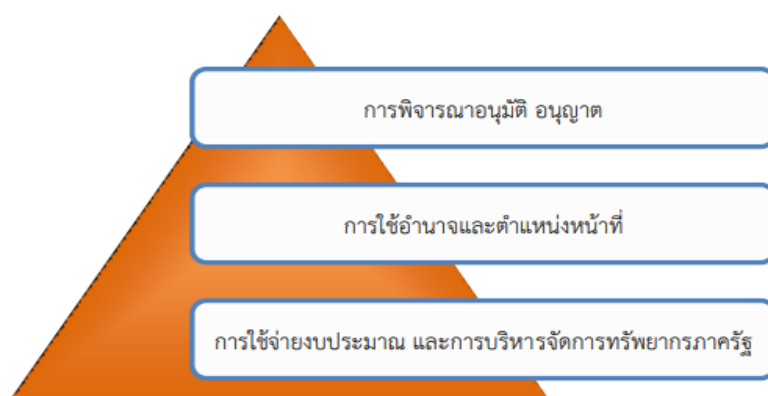 การพิจารณาอนุมัติ อนุญาต
การใช้อำนาจและตำแหน่งหน้าที่
การใช้จ่ายงบประมาณ และการบริหารจัดการทรัพยากรภาครัฐ